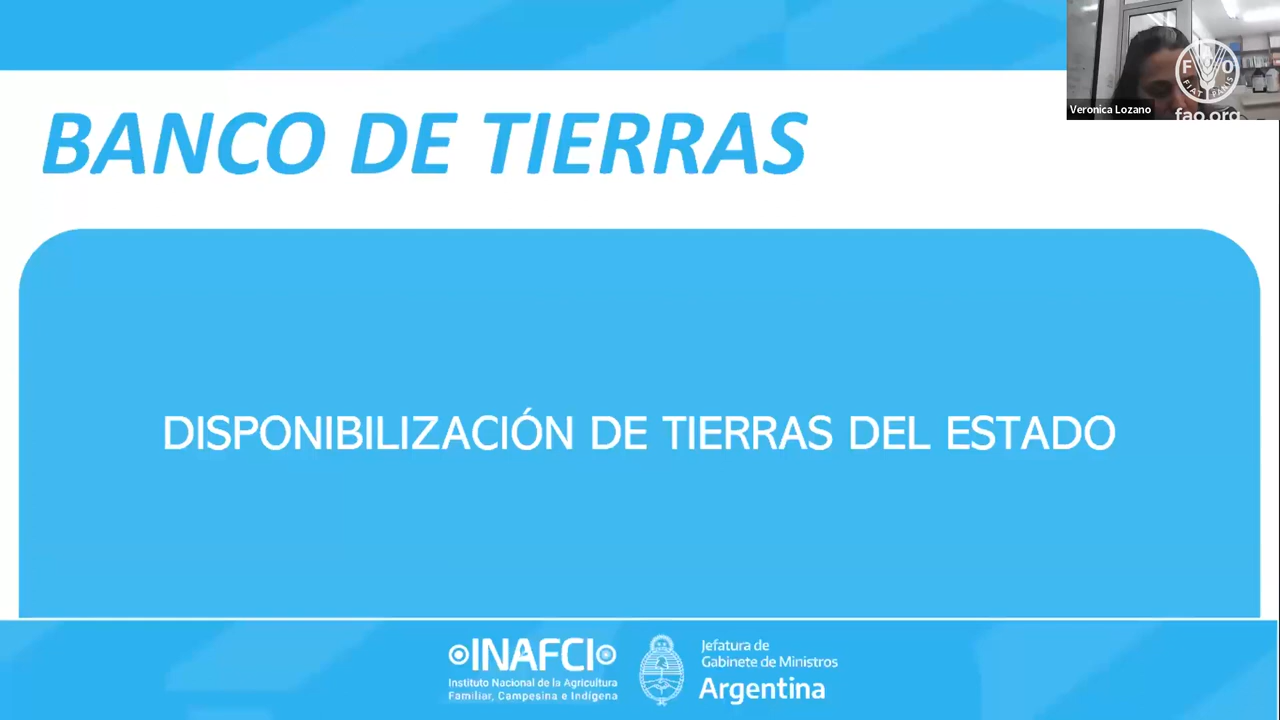 BANCO DE TIERRAS
Veronica Lozano
FO
FIAT PANIS
fao.org
DISPONIBILIZACIÓN DE TIERRAS DEL ESTADO
INAFCI
Instituto Nacional de la Agricultura
Familiar, Campesina e Indígena
Jefatura de
Gabinete de Ministros
Argentina